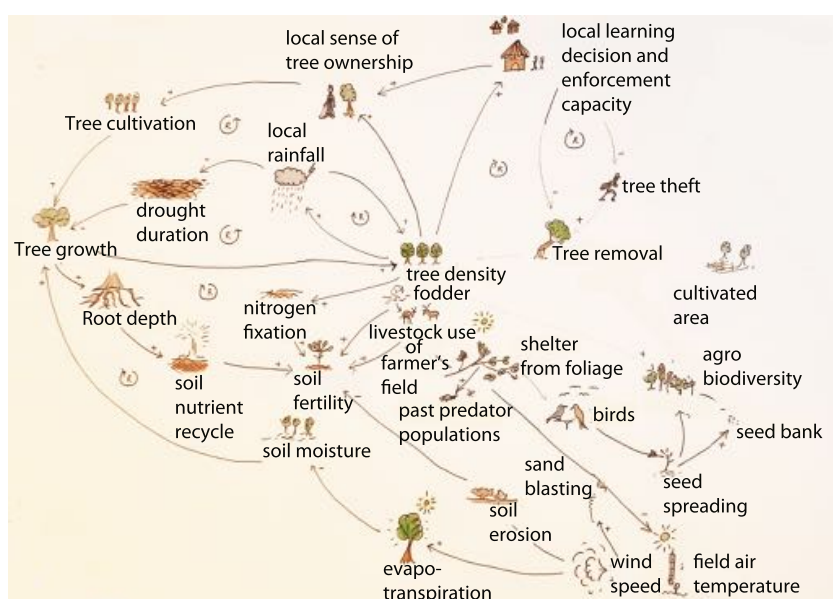 local sense of
tree ownership
local learning
decision and
enforcement
capacity
Tree cultivation
local
rainfall
tree theft
drought
duration
Tree growth
Tree removal
tree density
fodder
cultivated
area
Root depth
nitrogen
fixation
livestock use
of
farmer's
field
shelter
from foliage
agro
biodiversity
soil
nutrient
recycle
soil
fertility
past predator
populations
birds
seed bank
soil moisture
sand
blasting
seed
spreading
soil
erosion
evapo-
transpiration
wind
speed
field air
temperature
R
R
R
R
R
R
R